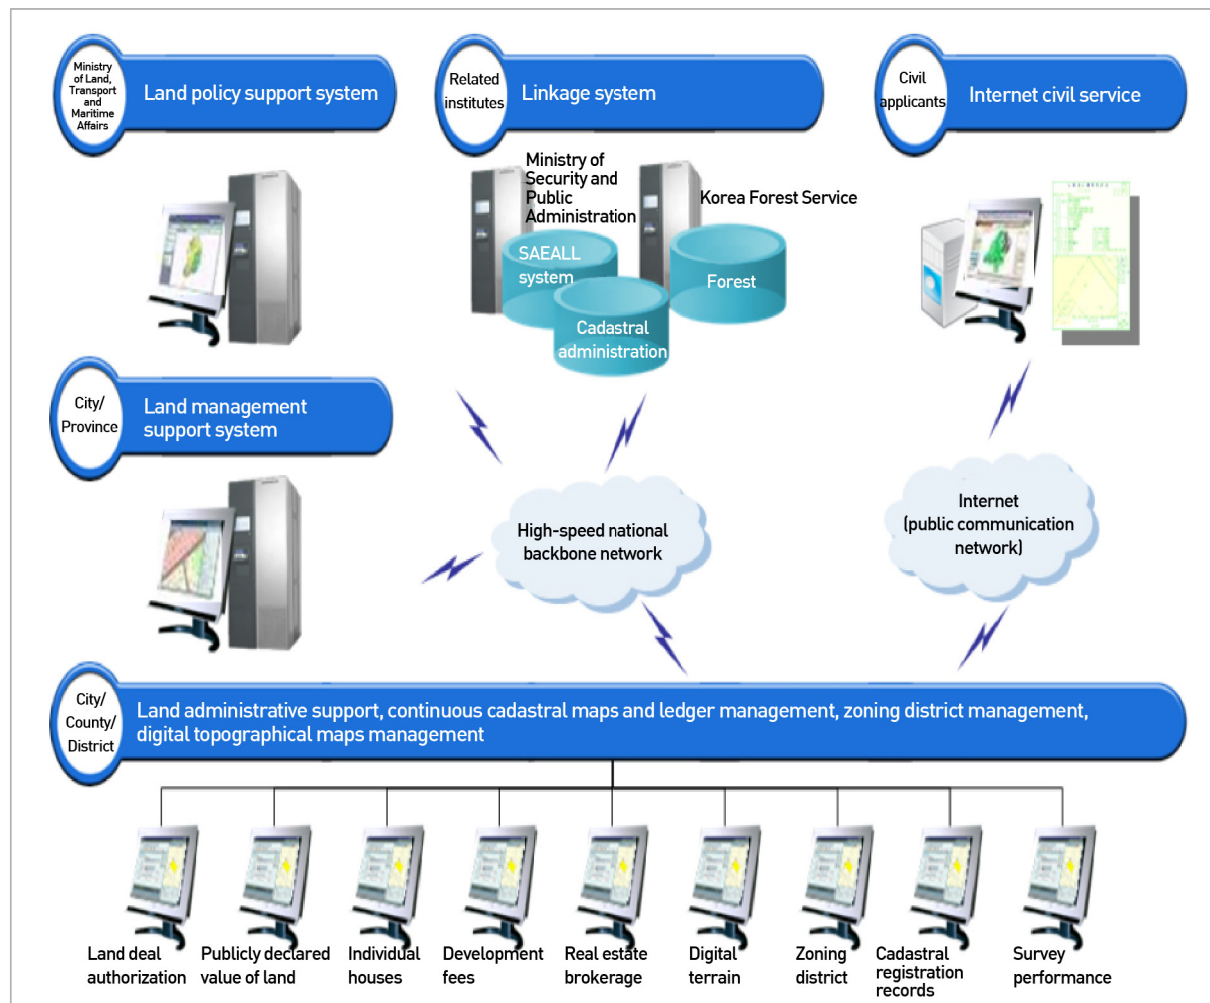 Ministry
of Land,
Transport
and
Maritime
Affairs
Land policy support system
Related
institutes
Linkage system
Civil
applicants
Internet civil service
Ministry of
Security and
Public
Administration
Korea Forest Service
SAEALL
system
Forest
Cadastral
administration
City/
Province
Land management
support system
High-speed national
backbone network
Internet
(public communication
network)
City/
County/
District
Land administrative support, continuous cadastral maps and ledger management, zoning district management,
digital topographical maps management
Land deal
authorization
Publicly declared
value of land
Individual
houses
Development
fees
Real estate
brokerage
Digital
terrain
Zoning
district
Cadastral
registration
records
Survey
performance